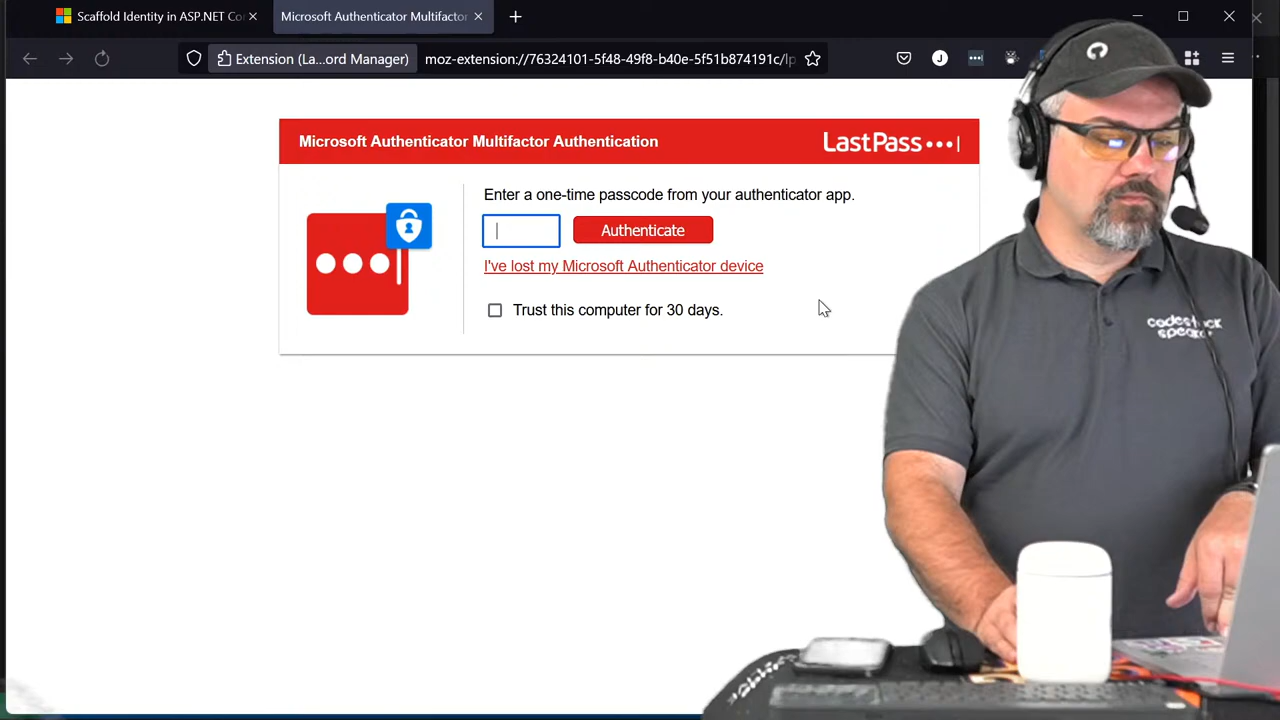 Scaffold Identity in ASP.NET Co
Microsoft Authenticator Multifactor
Extension (La...ord Manager)
moz-extension://76324101-5f48-49f8-b40e-5f51b874191c/lp
J
Microsoft Authenticator Multifactor Authentication
LastPass
Enter a one-time passcode from your authenticator app.
Authenticate
I've lost my Microsoft Authenticator device
Trust this computer for 30 days.
codestock
speaker